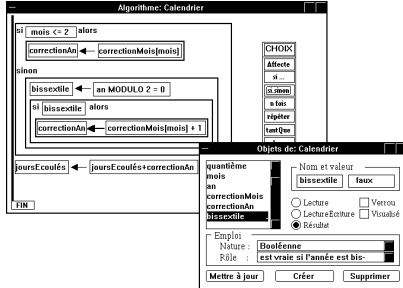 Algorithme: Calendrier
si mois <= 2 alors
correctionAn correctionMois[mois]
sinon
bissextile an MODULO 2 = 0
si bissextile alors
correctionAn correctionMois[mois] + 1
joursEcoulés joursEcoulés+correctionAn
FIN
CHOIX
Affecte
si ...
si.sinon
n fois
répéter
tantQue
Objets de: Calendrier
quantième
mois
an
correctionMois
correctionAn
bissextile
Nom et valeur
bissextile faux
Lecture Verrou
LectureEcriture Visualisé
Résultat
Emploi
Nature : Booléenne
Rôle : est vraie si l'année est bis-
Mettre à jour Créer Supprimer